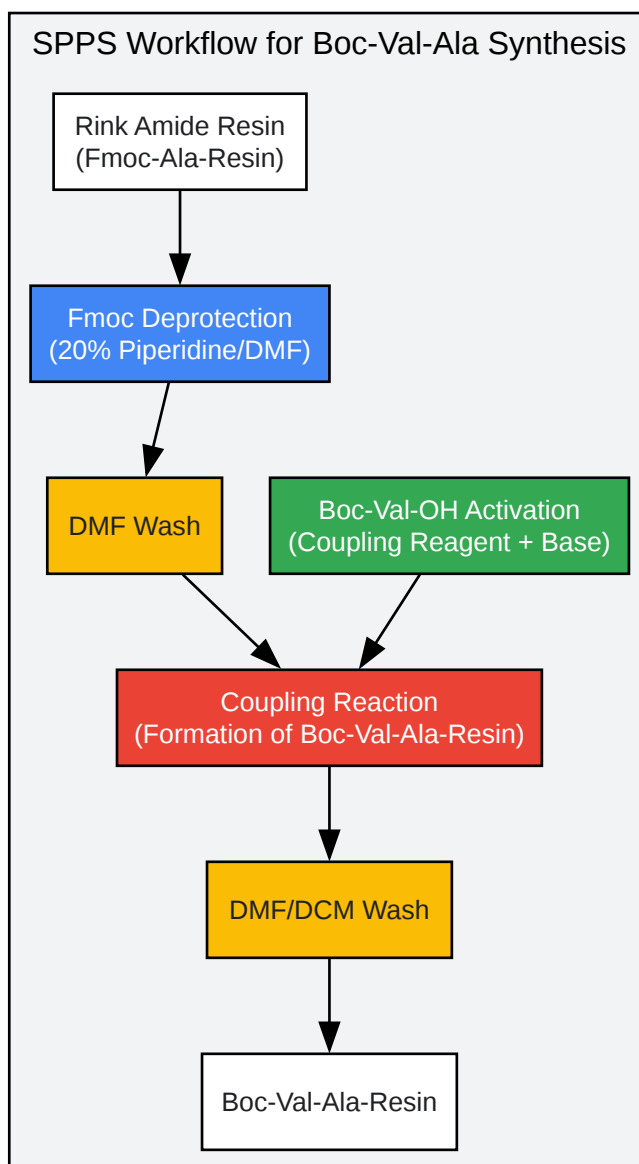 SPPS Workflow for Boc-Val-Ala Synthesis
Rink Amide Resin
(Fmoc-Ala-Resin)
Fmoc Deprotection
(20% Piperidine/DMF)
DMF Wash
Boc-Val-OH Activation
(Coupling Reagent + Base)
Coupling Reaction
(Formation of Boc-Val-Ala-Resin)
DMF/DCM Wash
Boc-Val-Ala-Resin